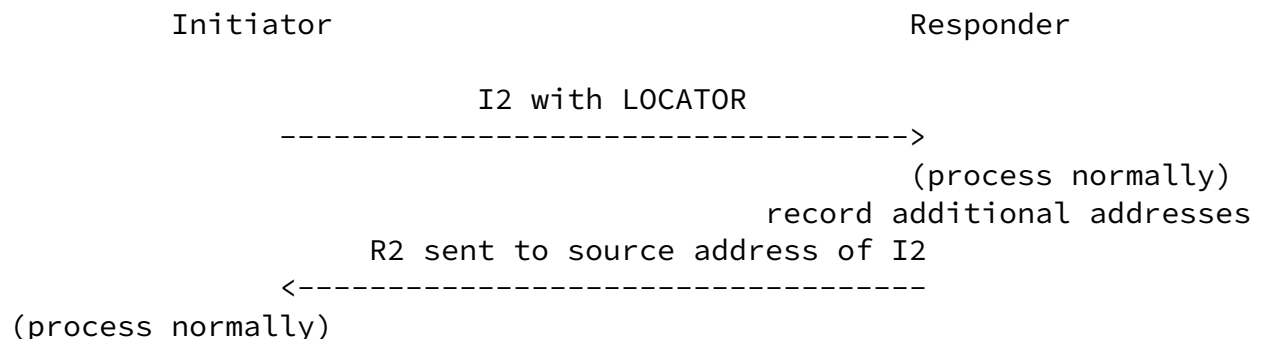 Initiator Responder
I2 with LOCATOR
----------------------------------->
(process normally)
record additional addresses
R2 sent to source address of I2
<-----------------------------------
(process normally)